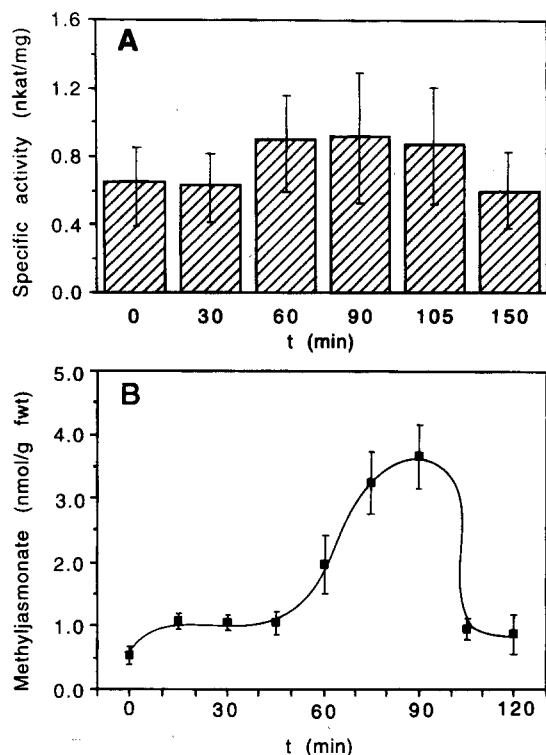 A
Specific activity (nkat/mg)
1.6
1.2
0.8
0.4
0.0
0 30 60 90 105 150
t (min)
B
Methyljasmonate (nmol/g fwt)
5.0
4.0
3.0
2.0
1.0
0.0
0 30 60 90 120
t (min)